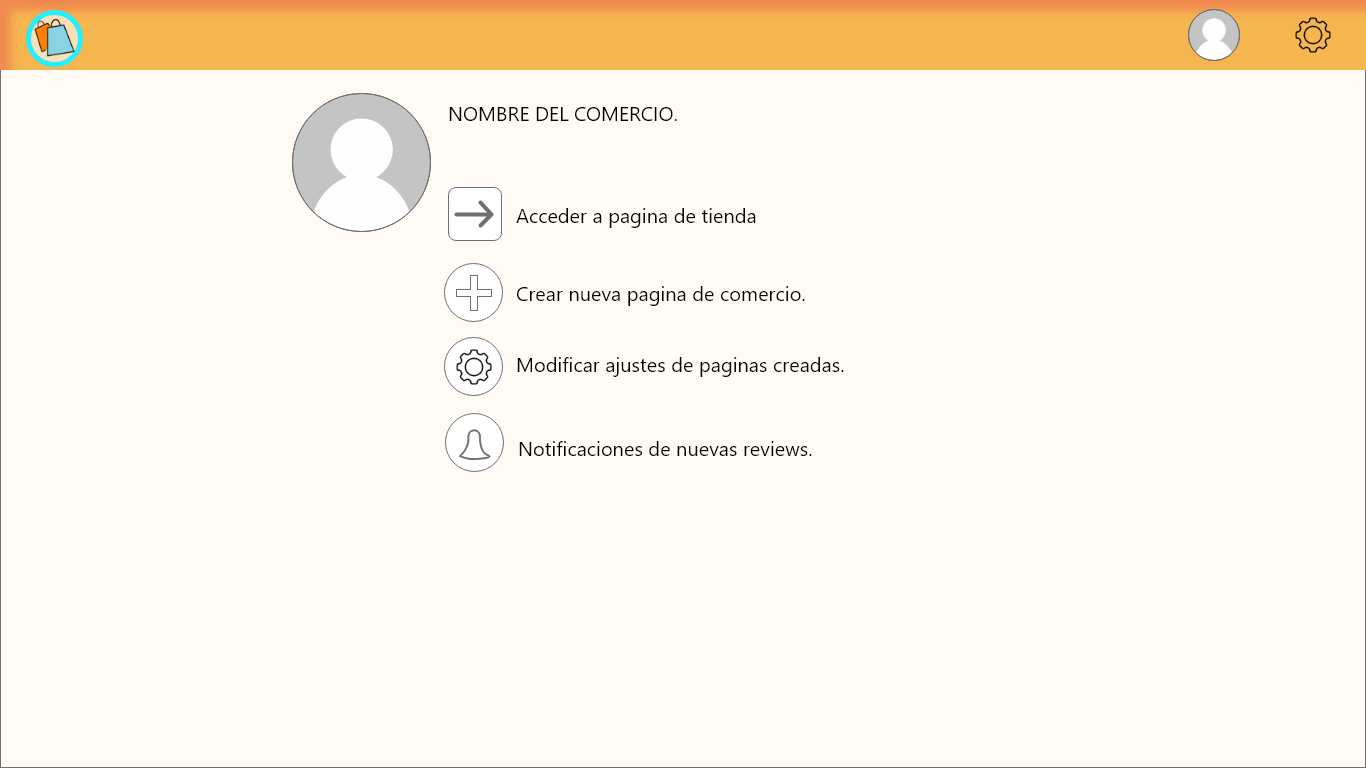 NOMBRE DEL COMERCIO.
Acceder a pagina de tienda
Crear nueva pagina de comercio.
Modificar ajustes de paginas creadas.
Notificaciones de nuevas reviews.